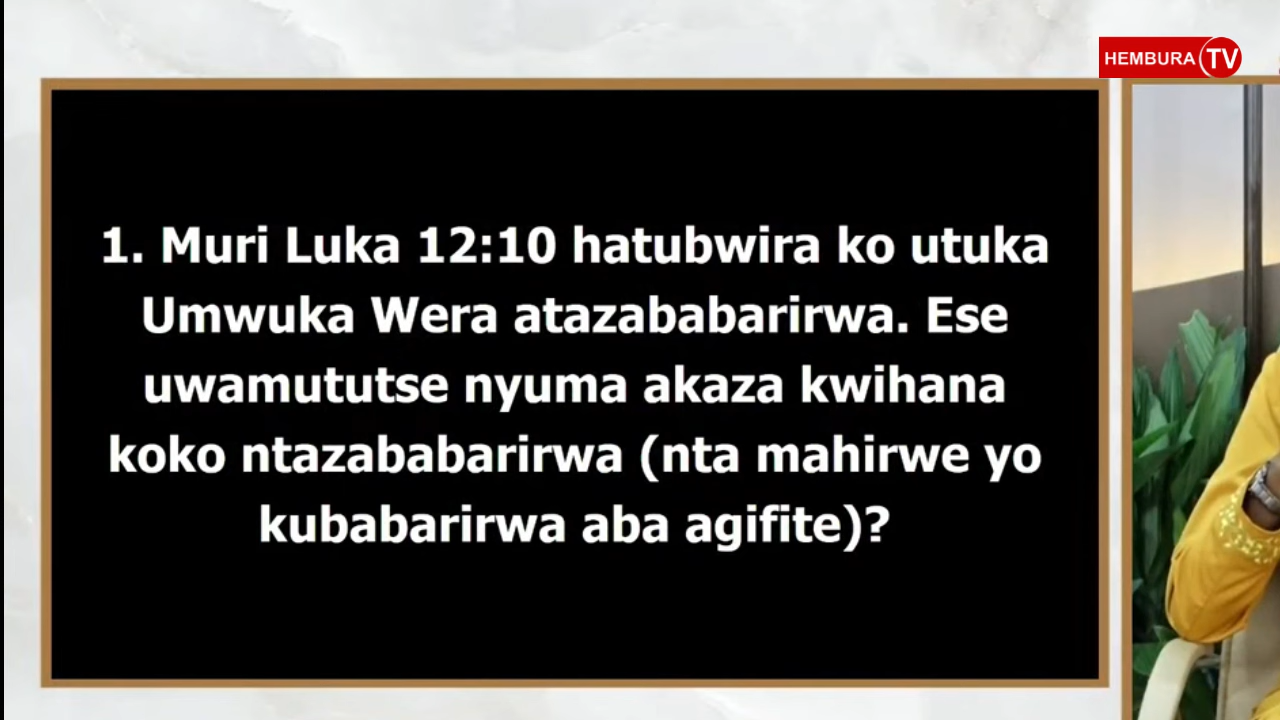 HEMBURA TV
1. Muri Luka 12:10 hatubwira ko utuka
Umwuka Wera atazababarirwa. Ese
uwamututse nyuma akaza kwihana
koko ntazababarirwa (nta mahirwe yo
kubabarirwa aba agifite)?